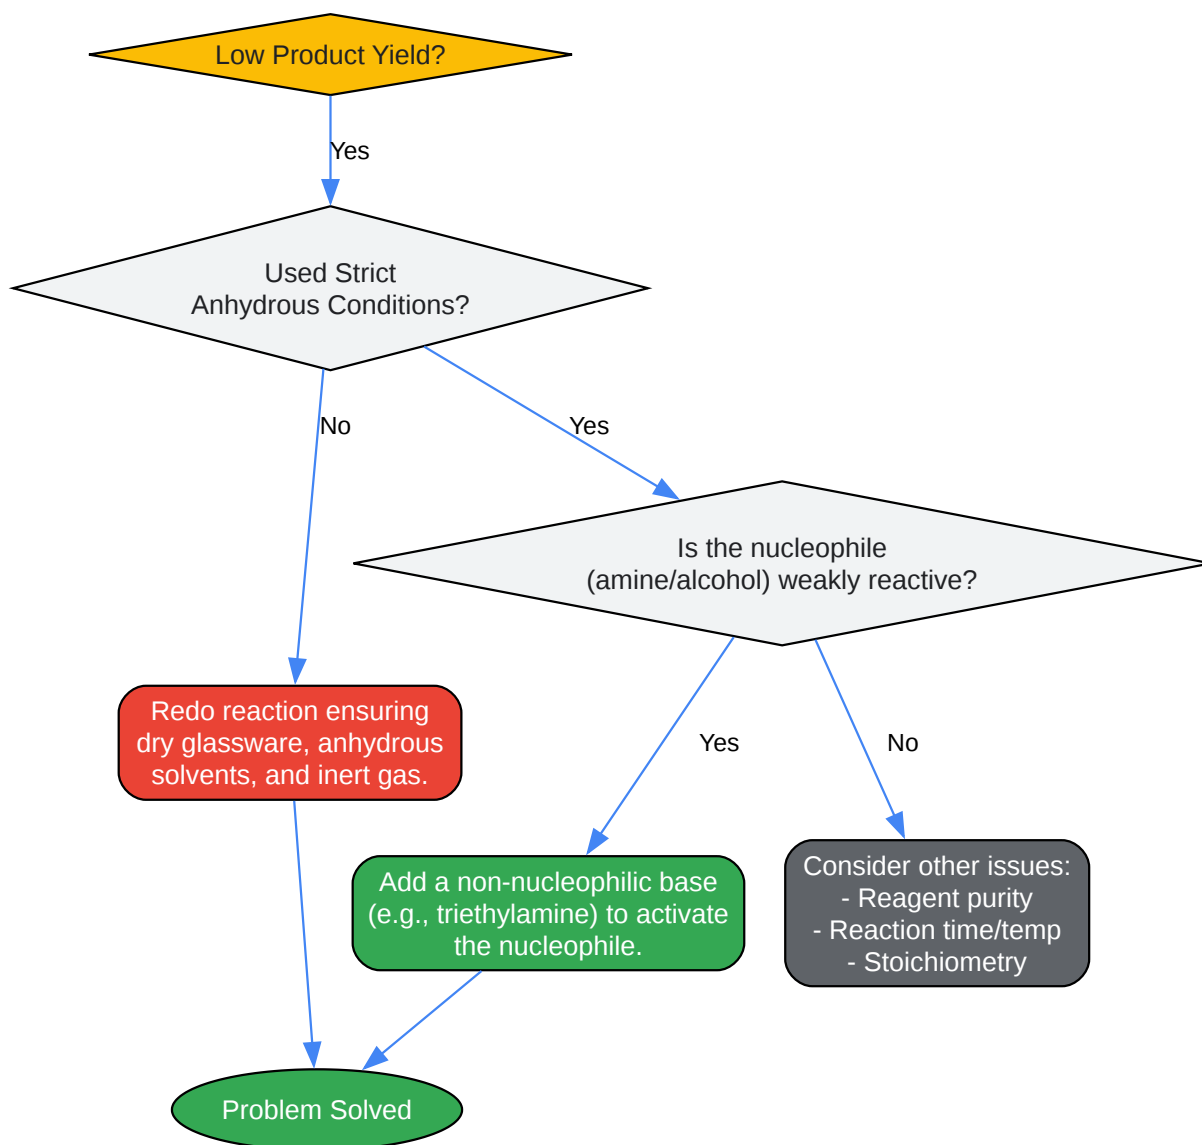 Low Product Yield?
Yes
Used Strict
Anhydrous Conditions?
No
Yes
Is the nucleophile
(amine/alcohol) weakly reactive?
Redo reaction ensuring
dry glassware, anhydrous
solvents, and inert gas.
Yes
No
Add a non-nucleophilic base
(e.g., triethylamine) to activate
the nucleophile.
Consider other issues:
- Reagent purity
- Reaction time/temp
- Stoichiometry
Problem Solved